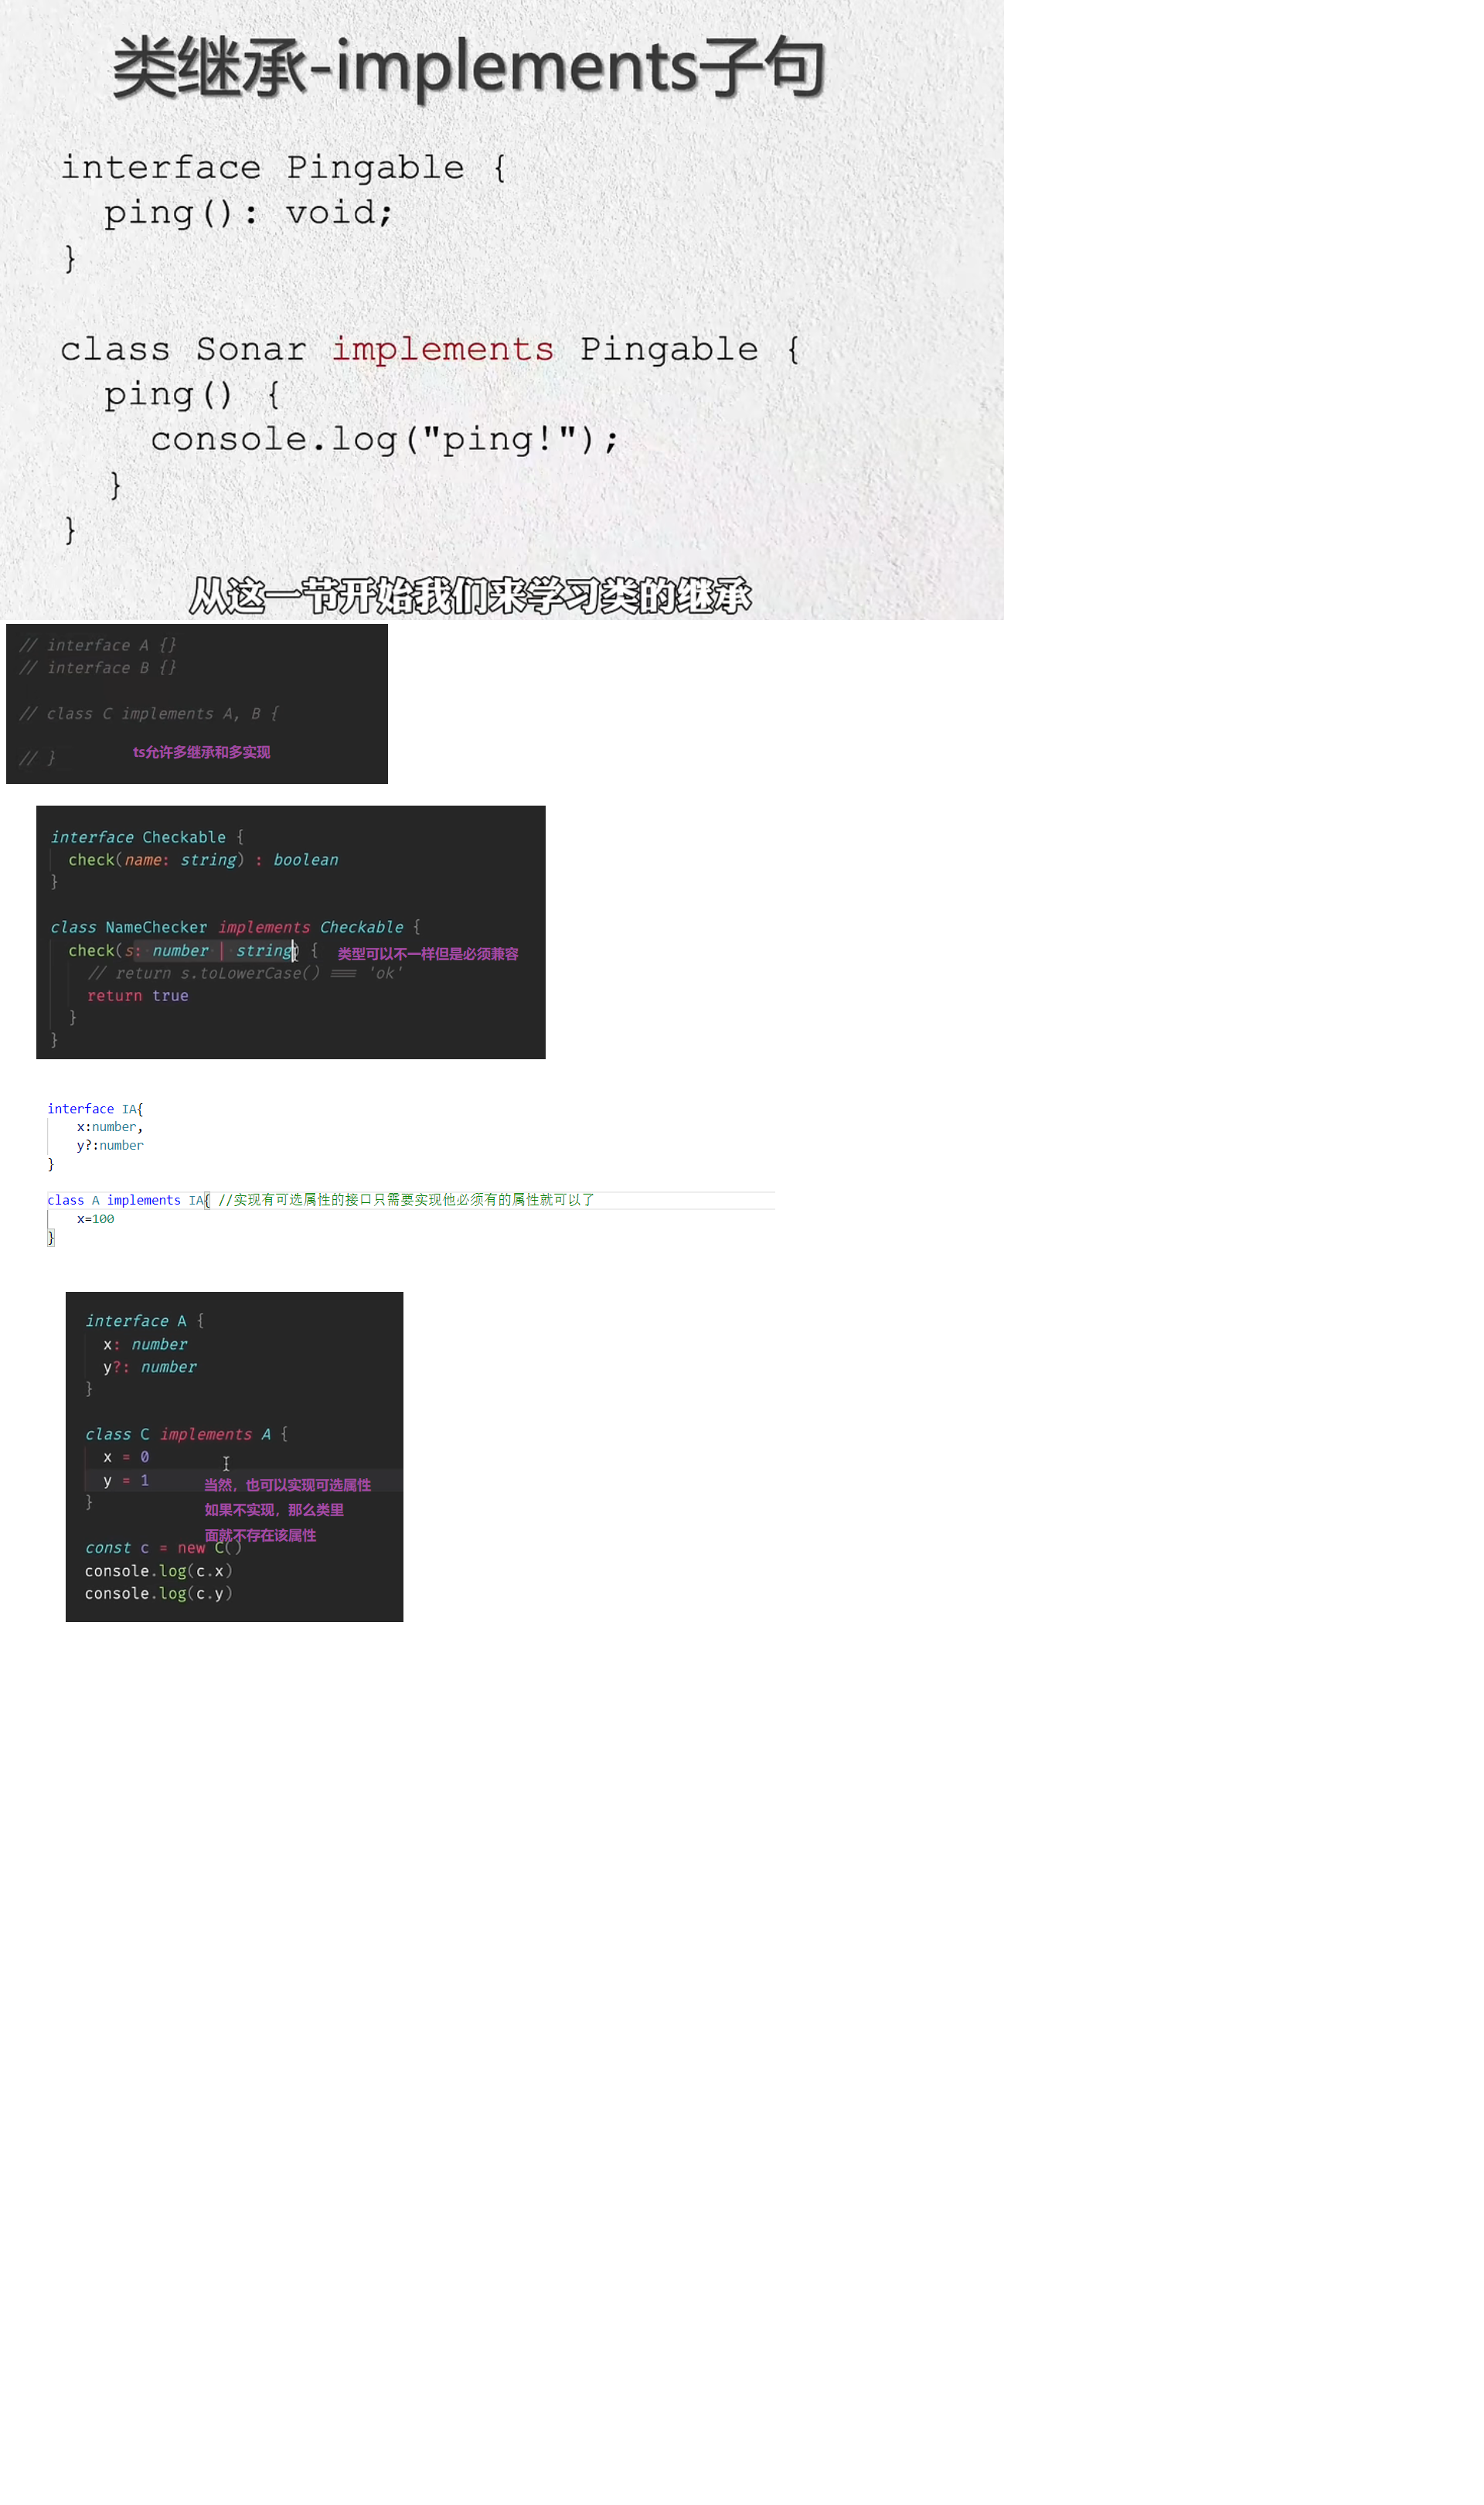 类继承-implements子句
interface Pingable {
ping(): void;
}
class Sonar implements Pingable {
ping() {
console.log("ping!");
}
}
从这一节开始我们来学习类的继承
// interface A {}
// interface B {}
// class C implements A, B {
ts允许多继承和多实现
// }
interface Checkable {
check(name: string) : boolean
}
class NameChecker implements Checkable {
check(s: number | string) { 类型可以不一样但是必须兼容
// return s.toLowerCase() === 'ok'
return true
}
}
interface IA{
x:number,
y?:number
}
class A implements IA{ //实现有可选属性的接口只需要实现他必须有的属性就可以了
x=100
}
interface A {
x: number
y?: number
}
class C implements A {
x = 0
y = 1 当然，也可以实现可选属性
} 如果不实现，那么类里
面就不存在该属性
const c = new C()
console.log(c.x)
console.log(c.y)